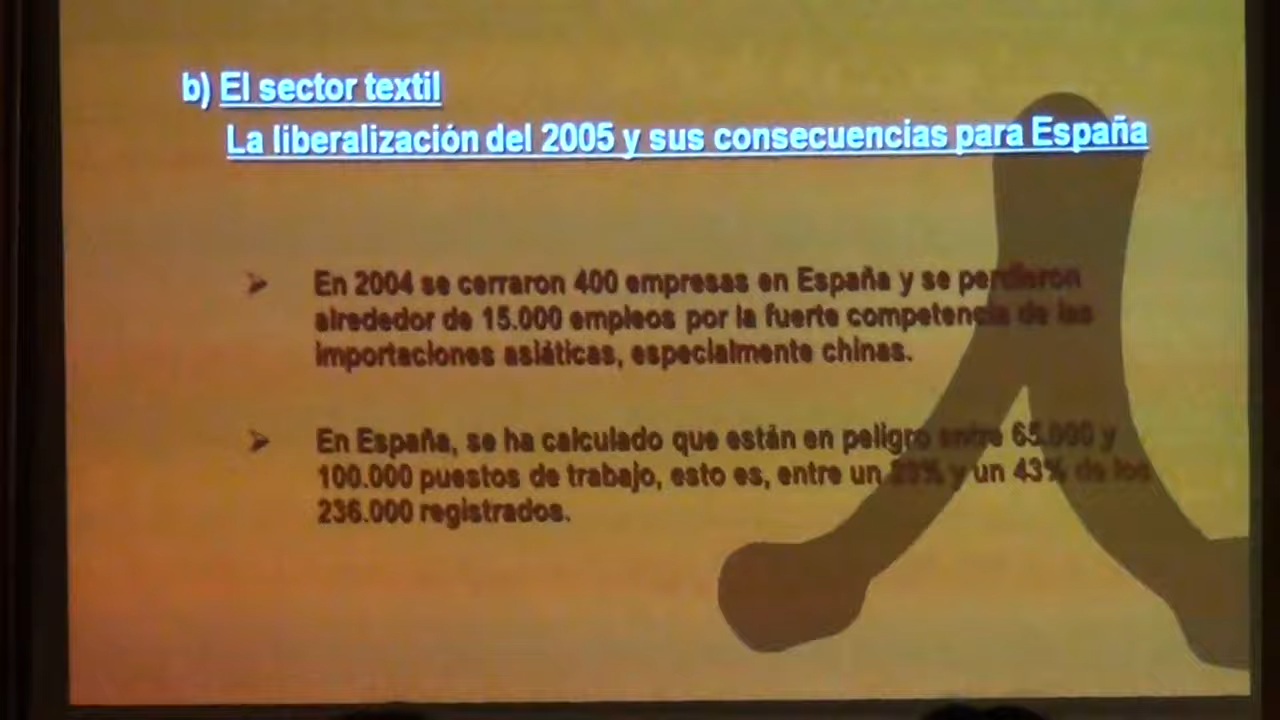 b) El sector textil
La liberalización del 2005 y sus consecuencias para España
En 2004 se cerraron 400 empresas en España y se perdieron
alrededor de 15.000 empleos por la fuerte competencia de las
importaciones asiáticas, especialmente chinas.
En España, se ha calculado que están en peligro entre 65.000 y
100.000 puestos de trabajo, esto es, entre un y un 43% de los
236.000 registrados.